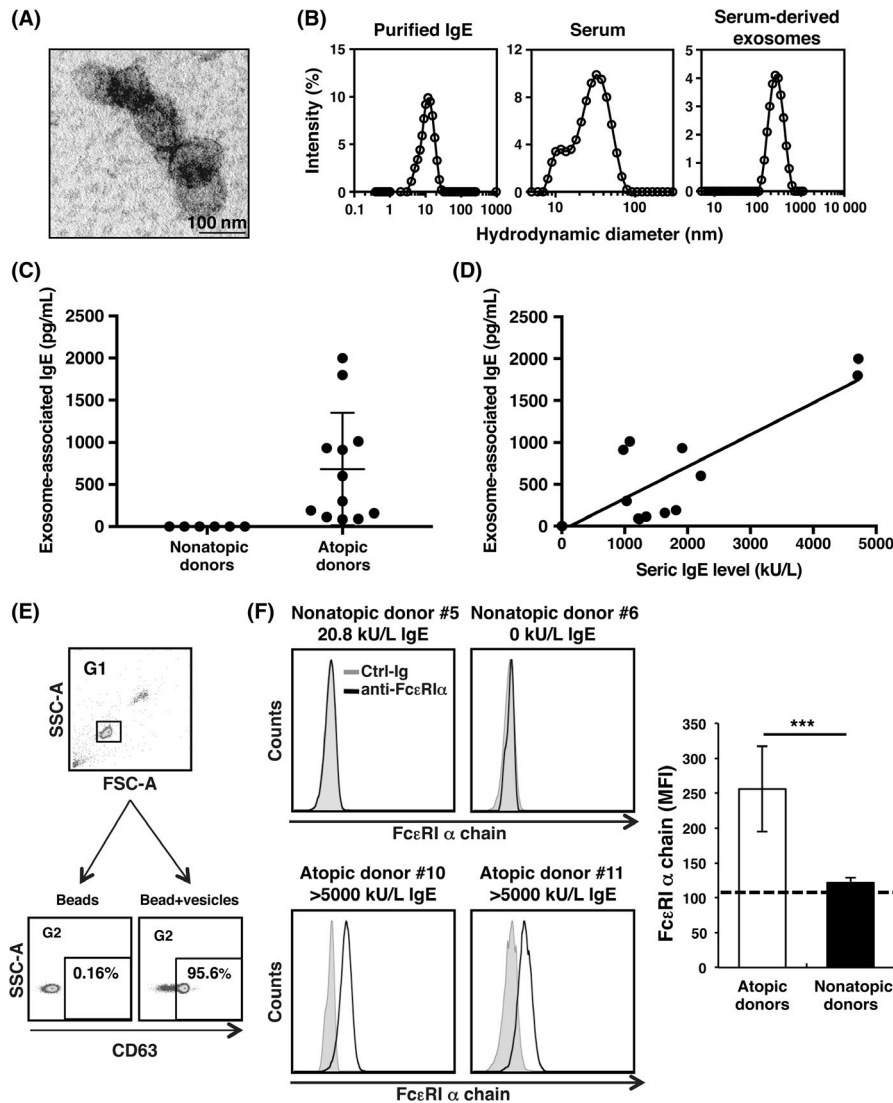 (A)
100 nm
(B)
Purified IgE
Serum
Serum-derived
exosomes
Intensity (%)
15
10
5
0
0.1
1
10
100
1000
12
8
4
0
10
100
5
4
3
2
1
0
10
100
1000
10 000
Hydrodynamic diameter (nm)
(C)
Exosome-associated IgE (pg/mL)
2500
2000
1500
1000
500
0
Nonatopic
donors
Atopic
donors
(D)
Exosome-associated IgE (pg/mL)
2500
2000
1500
1000
500
0
0
1000
2000
3000
4000
5000
Seric IgE level (kU/L)
(E)
G1
SSC-A
FSC-A
Beads
Bead+vesicles
G2
0.16%
G2
95.6%
SSC-A
CD63
(F)
Nonatopic donor #5
20.8 kU/L IgE
Nonatopic donor #6
0 kU/L IgE
Ctrl-Ig
anti-FcεRIα
Counts
FcεRI α chain
Atopic donor #10
>5000 kU/L IgE
Atopic donor #11
>5000 kU/L IgE
Counts
FcεRI α chain
FcεRI α chain (MFI)
350
300
250
200
150
100
50
0
***
Atopic
donors
Nonatopic
donors